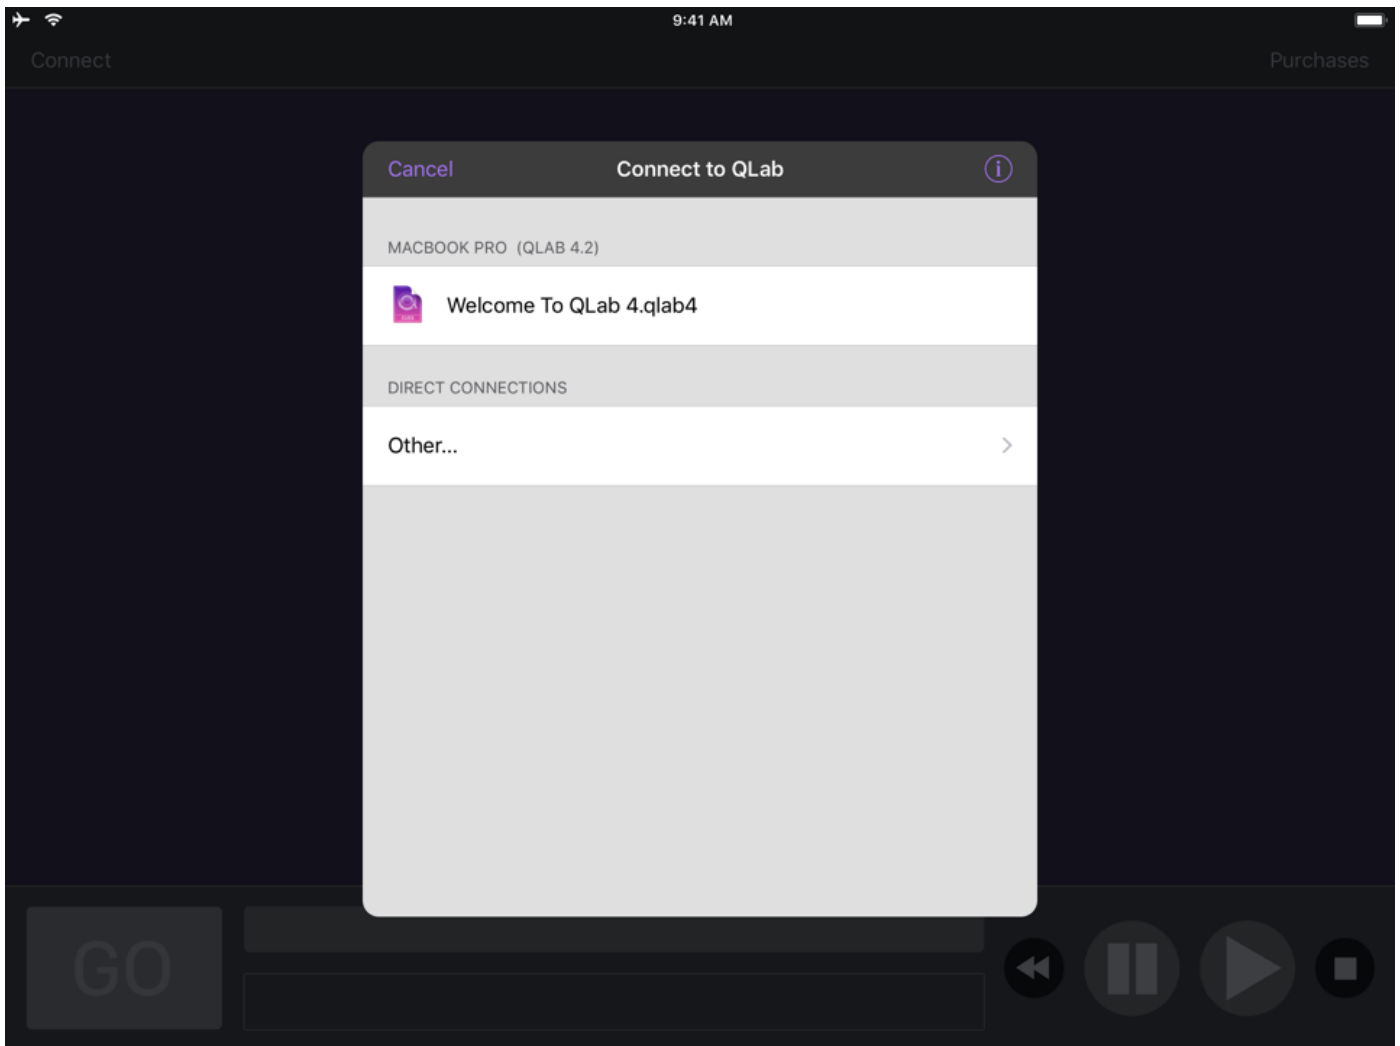 9:41 AM
Connect
Purchases
Cancel
Connect to QLab
MACBOOK PRO (QLAB 4.2)
Welcome To QLab 4.qlab4
DIRECT CONNECTIONS
Other...
GO